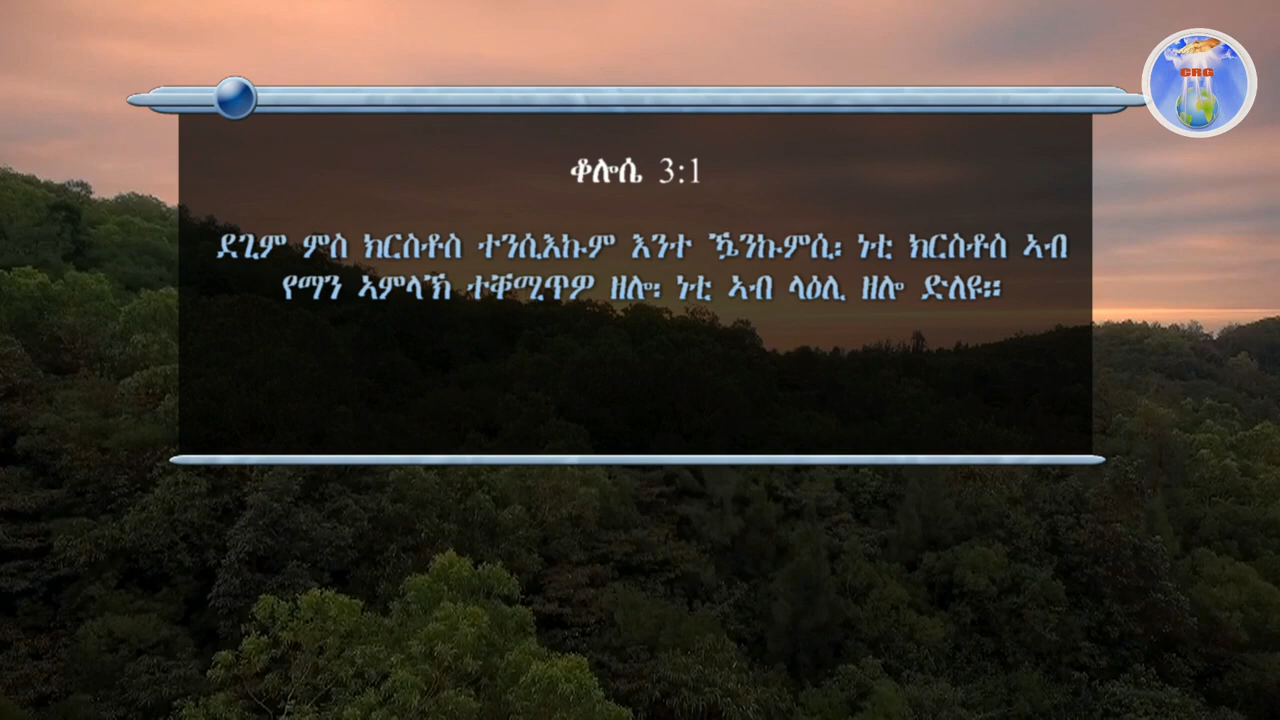 CRG
ቆሎሴ 3:1
ደጊም ምስ ክርስቶስ ተንሲእኩም እንተ ዄንኩምሲ፡ ነቲ ክርስቶስ ኣብ
የማን ኣምላኽ ተቐሚጥዎ ዘሎ፡ ነቲ ኣብ ላዕሊ ዘሎ ድለዩ።